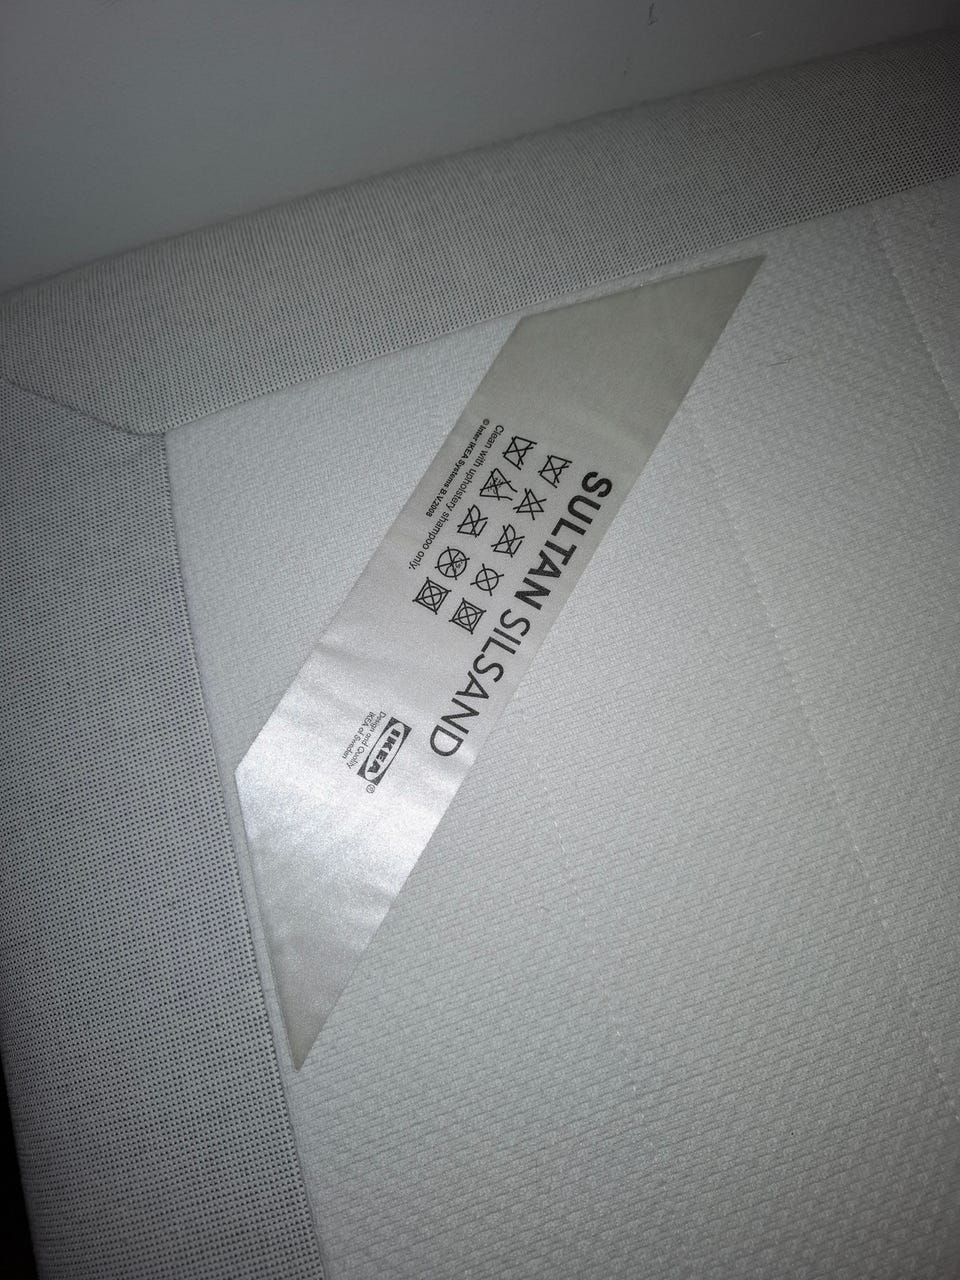 SULTAN SILSAND
Clean with upholstery shampoo only.
© Inter IKEA Systems B.V.2008
IKEA®
Design and Quality
IKEA of Sweden